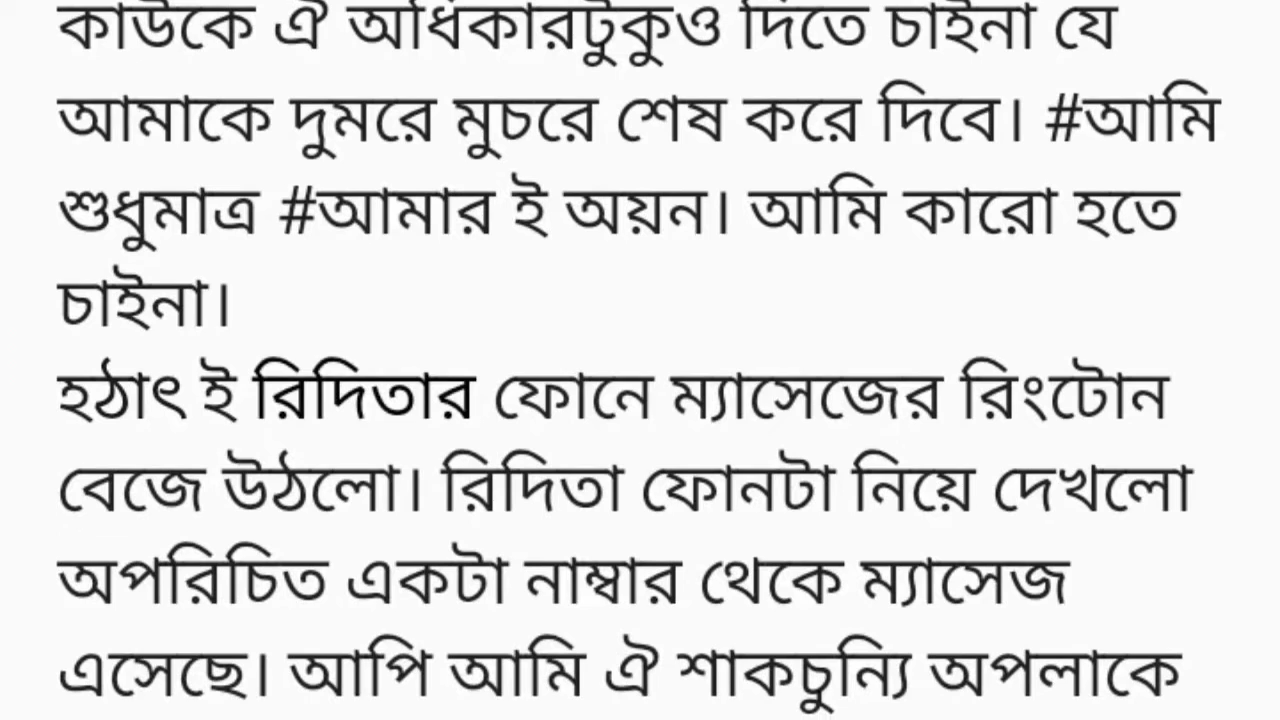 কাউকে ঐ অধিকারটুকুও দিতে চাইনা যে
আমাকে দুমরে মুচরে শেষ করে দিবে। #আমি
শুধুমাত্র #আমার ই অয়ন। আমি কারো হতে
চাইনা।
হঠাৎ ই রিদিতার ফোনে ম্যাসেজের রিংটোন
বেজে উঠলো। রিদিতা ফোনটা নিয়ে দেখলো
অপরিচিত একটা নাম্বার থেকে ম্যাসেজ
এসেছে। আপি আমি ঐ শাকচুন্যি অপলাকে